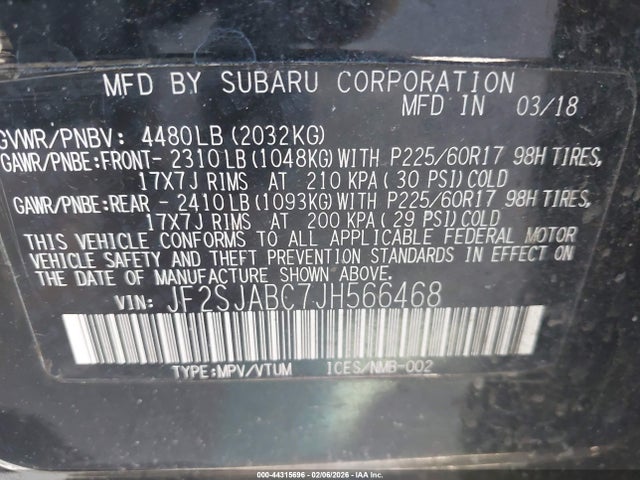 MFD BY SUBARU CORPORATION
MFD IN 03/18
GVWR/PNBV: 4480LB(2032KG)
GAWR/PNBE:FRONT- 2310LB(1048KG)WITH P225/60R17 98H TIRES,
17X7J RIMS AT 210 KPA(30 PSI)COLD
GAWR/PNBE:REAR - 2410LB(1093KG)WITH P225/60R17 98H TIRES,
17X7J RIMS AT 200 KPA(29 PSI)COLD
THIS VEHICLE CONFORMS TO ALL APPLICABLE FEDERAL MOTOR
VEHICLE SAFETY AND THEFT PREVENTION STANDARDS IN EFFECT ON
THE DATE OF MANUFACTURE SHOWN ABOVE.
VIN: JF2SJABC7JH566468
TYPE:MPV/VTUM ICES/NMB-002
000-44315696 - 02/06/2026 - IAAI